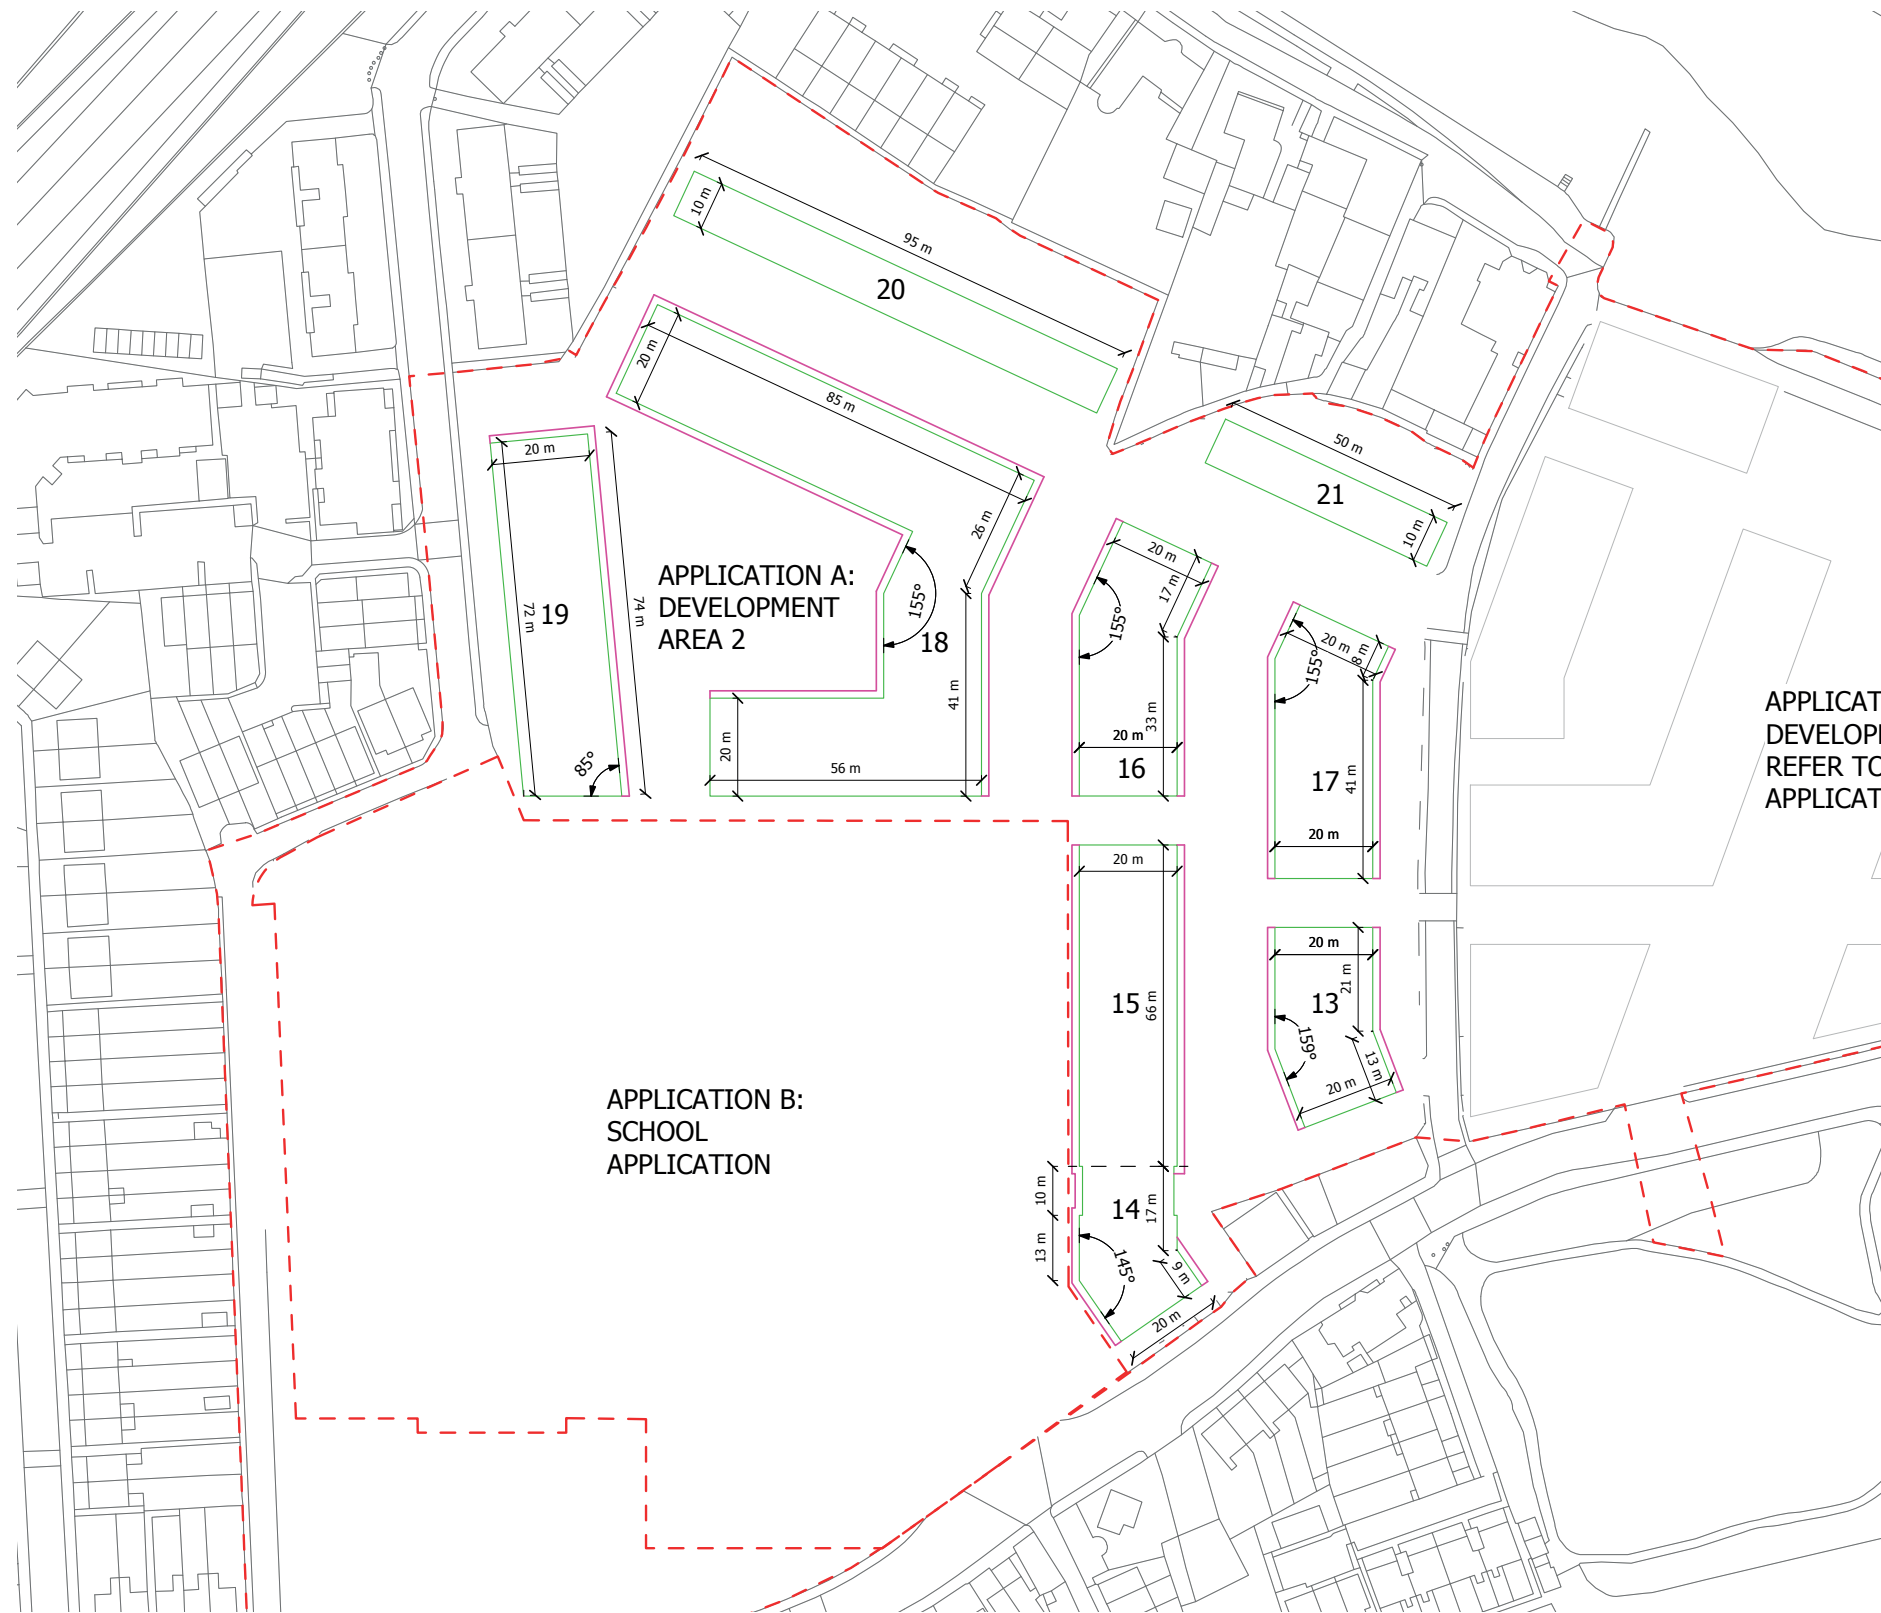 10 m
95 m
20
20 m
85 m
26 m
50 m
21
10 m
20 m
72 m
19
74 m
85°
APPLICATION A:
DEVELOPMENT
AREA 2
155°
18
41 m
20 m
56 m
20 m
17 m
155°
33 m
20 m
16
20 m
8 m
155°
17
41 m
20 m
APPLICAT
DEVELOP
REFER TO
APPLICAT
20 m
15
66 m
20 m
21 m
13
159°
13 m
20 m
APPLICATION B:
SCHOOL
APPLICATION
10 m
14
17 m
13 m
145°
9 m
20 m